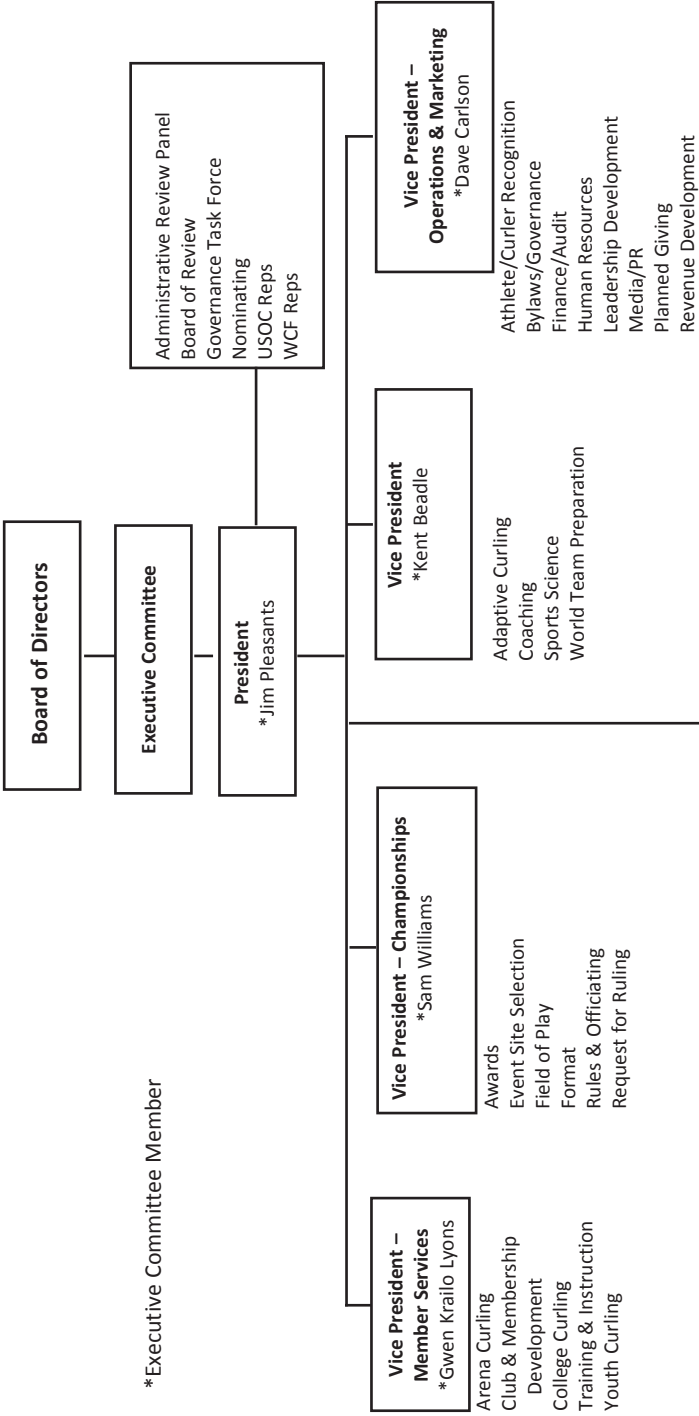 Board of Directors
Executive Committee
President
*Jim Pleasants
Administrative Review Panel
Board of Review
Governance Task Force
Nominating
USOC Reps
WCF Reps
*Executive Committee Member
Vice President –
Member Services
*Gwen Krailo Lyons
Arena Curling
Club & Membership
Development
College Curling
Training & Instruction
Youth Curling
Vice President – Championships
*Sam Williams
Awards
Event Site Selection
Field of Play
Format
Rules & Officiating
Request for Ruling
Vice President
*Kent Beadle
Adaptive Curling
Coaching
Sports Science
World Team Preparation
Vice President –
Operations & Marketing
*Dave Carlson
Athlete/Curler Recognition
Bylaws/Governance
Finance/Audit
Human Resources
Leadership Development
Media/PR
Planned Giving
Revenue Development